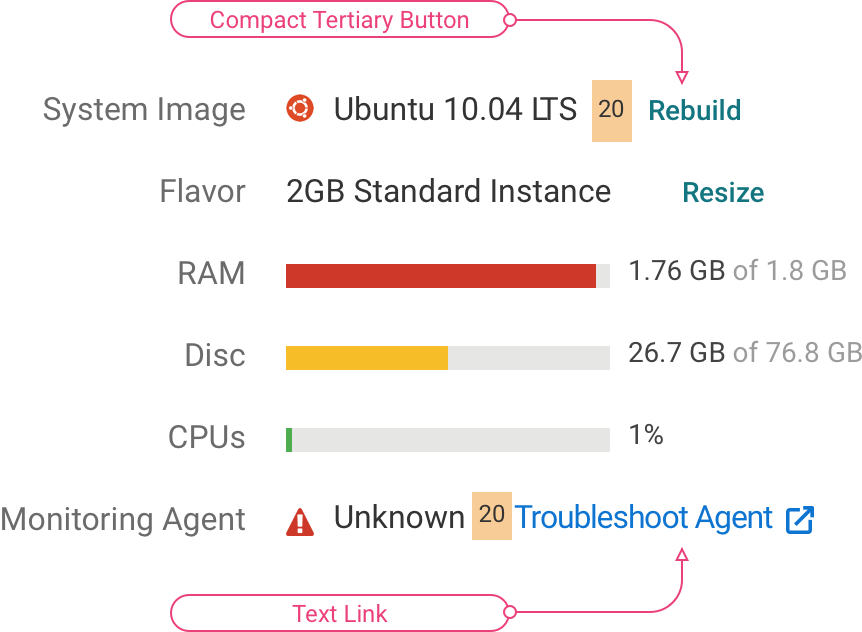 Compact Tertiary Button
System Image Ubuntu 10.04 LTS 20 Rebuild
Flavor 2GB Standard Instance Resize
RAM 1.76 GB of 1.8 GB
Disc 26.7 GB of 76.8 GB
CPUs 1%
Monitoring Agent Unknown 20 Troubleshoot Agent
Text Link